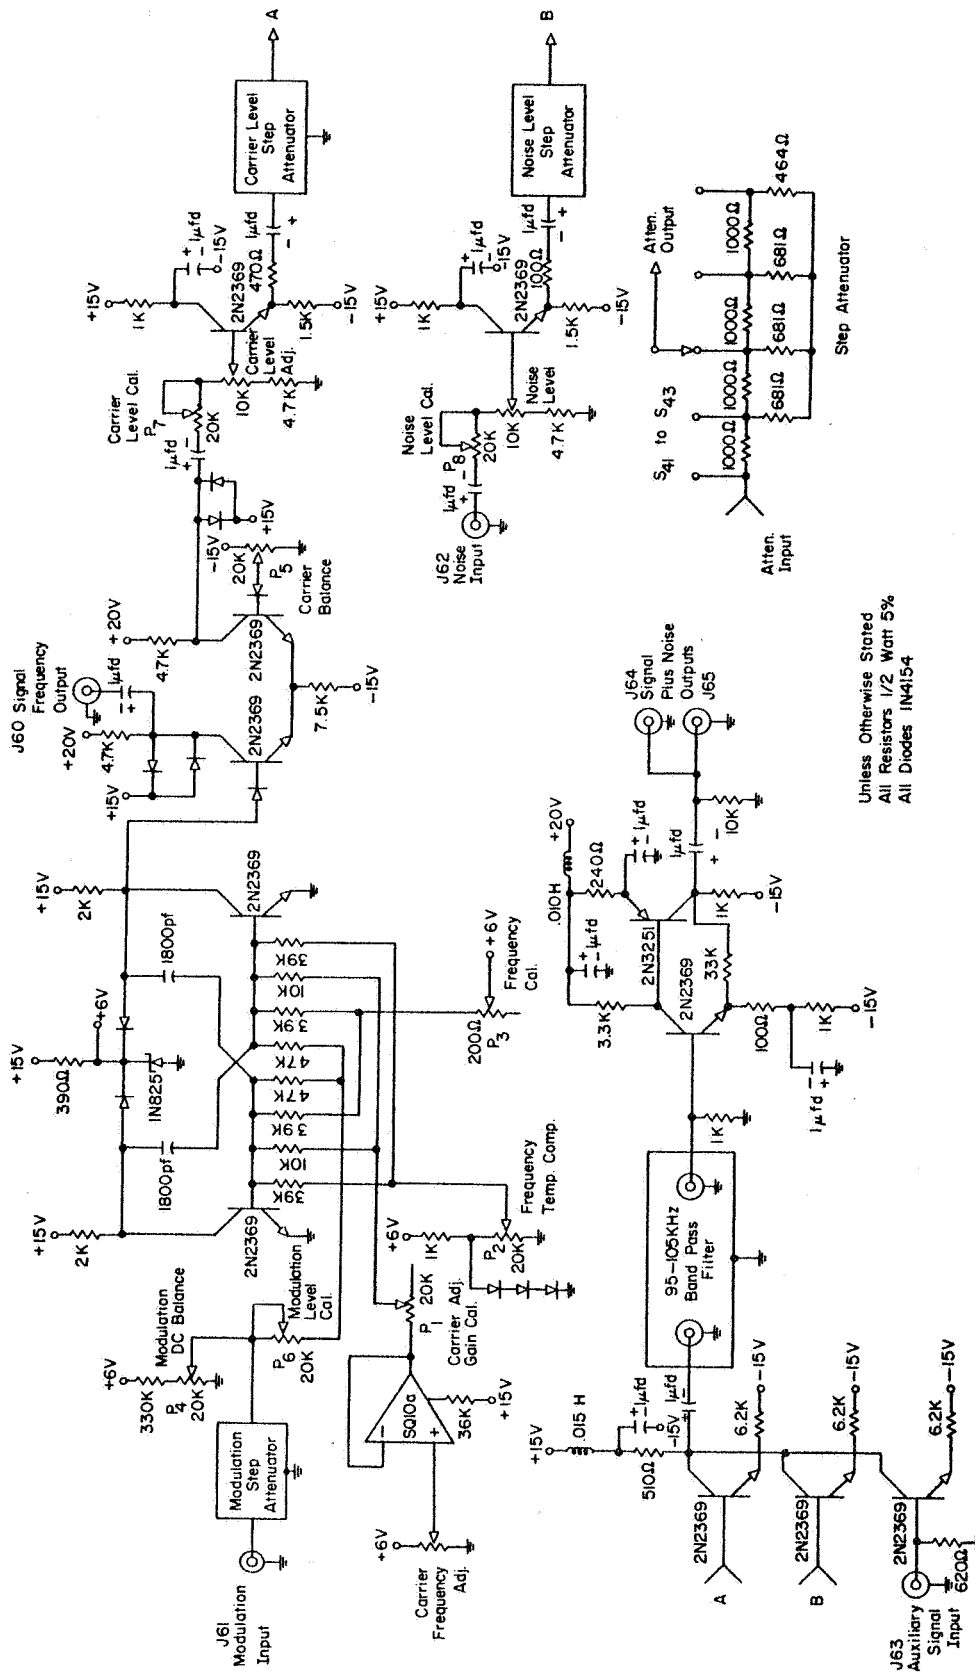 J61
Modulation
Input
Modulation
Step
Attenuator
+6V
330K
P4
20K
Modulation
DC Balance
P6
20K
Modulation
Level
Cal.
+15V
2K
1800pf
2N2369
+15V
390Ω
+6V
1N825
1800pf
+15V
2K
2N2369
39K
10K
3.9K
47K
47K
3.9K
10K
39K
Carrier
Frequency
Adj.
+6V
SQ10a
-
+
36K
+15V
P1
20K
Carrier Adj.
Gain Cal.
+6V
1K
P2
20K
Frequency
Temp. Comp.
200Ω
P3
+6V
Frequency
Cal.
J60 Signal
Frequency
Output
+20V
4.7K
+15V
1µfd
- +
2N2369
2N2369
+20V
4.7K
7.5K
-15V
-15V
+15V
20K
P5
Carrier
Balance
Carrier
Level Cal.
P7
1µfd
+ -
20K
10K
4.7K
Carrier
Level
Adj.
+15V
1K
+ 1µfd
- -15V
2N2369
470Ω
1µfd
- +
1.5K
-15V
Carrier Level
Step
Attenuator
A
J62
Noise
Input
1µfd
+ -
Noise
Level Cal.
P8
20K
10K
4.7K
Noise
Level
+15V
1K
+ 1µfd
- -15V
2N2369
100Ω
1µfd
- +
1.5K
-15V
Noise Level
Step
Attenuator
B
S41 to S43
Atten.
Input
Atten.
Output
1000Ω
1000Ω
1000Ω
1000Ω
681Ω
681Ω
681Ω
464Ω
Step Attenuator
+15V
.015 H
510Ω
+ 1µfd
-
-15V
1µfd
+ -
A
2N2369
6.2K
-15V
B
2N2369
6.2K
-15V
J63
Auxiliary
Signal
Input
620Ω
2N2369
6.2K
-15V
95-105KHz
Band Pass
Filter
1K
3.3K
+ 1µfd
-
.010H
+20V
240Ω
+ 1µfd
-
2N3251
2N2369
33K
100Ω
1K
1µfd -
+
-15V
1K
-15V
1µfd
+ -
10K
J64
Signal
Plus Noise
Outputs
J65
Unless Otherwise Stated
All Resistors 1/2 Watt 5%
All Diodes 1N4154